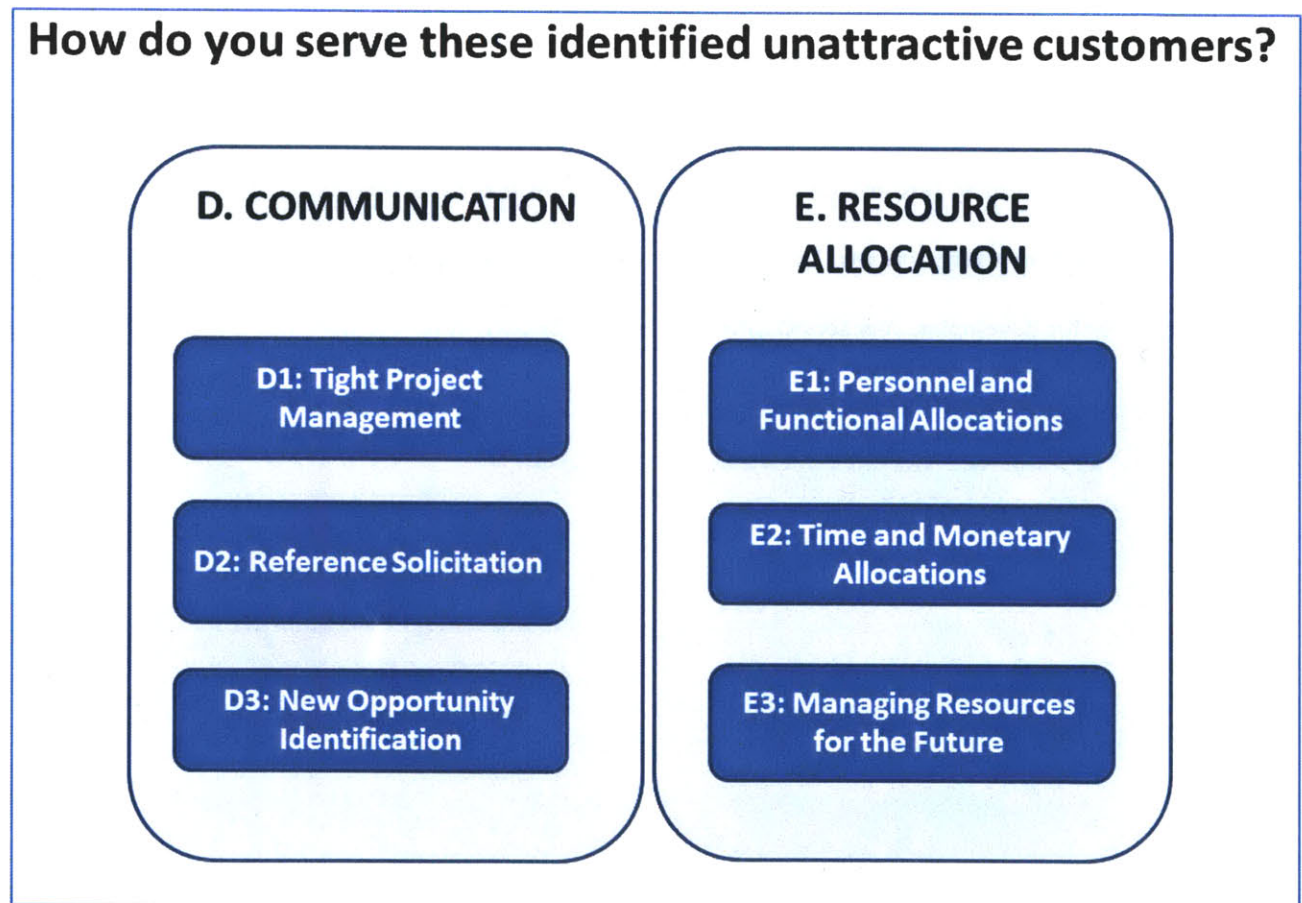 How do you serve these identified unattractive customers?
D. COMMUNICATION
D1: Tight Project
Management
D2: Reference Solicitation
D3: New Opportunity
Identification
E. RESOURCE
ALLOCATION
E1: Personnel and
Functional Allocations
E2: Time and Monetary
Allocations
E3: Managing Resources
for the Future